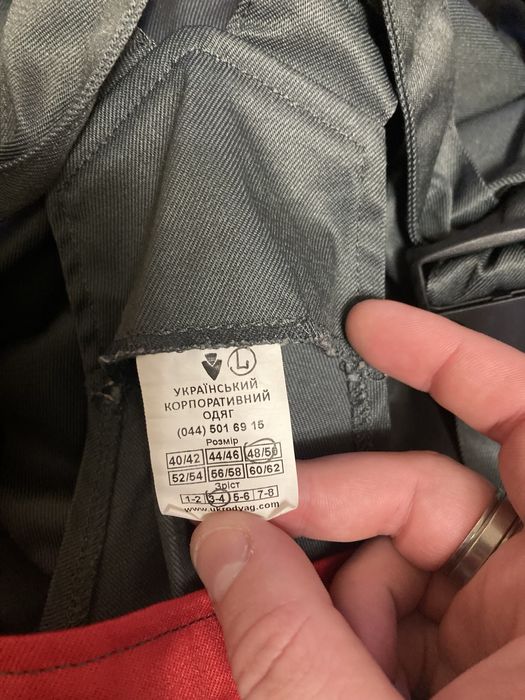 L
УКРАЇНСЬКИЙ
КОРПОРАТИВНИЙ
ОДЯГ
(044) 501 69 15
Розмір
40/42 44/46 48/50
52/54 56/58 60/62
Зріст
1-2 3-4 5-6 7-8
www.ukrodyag.com